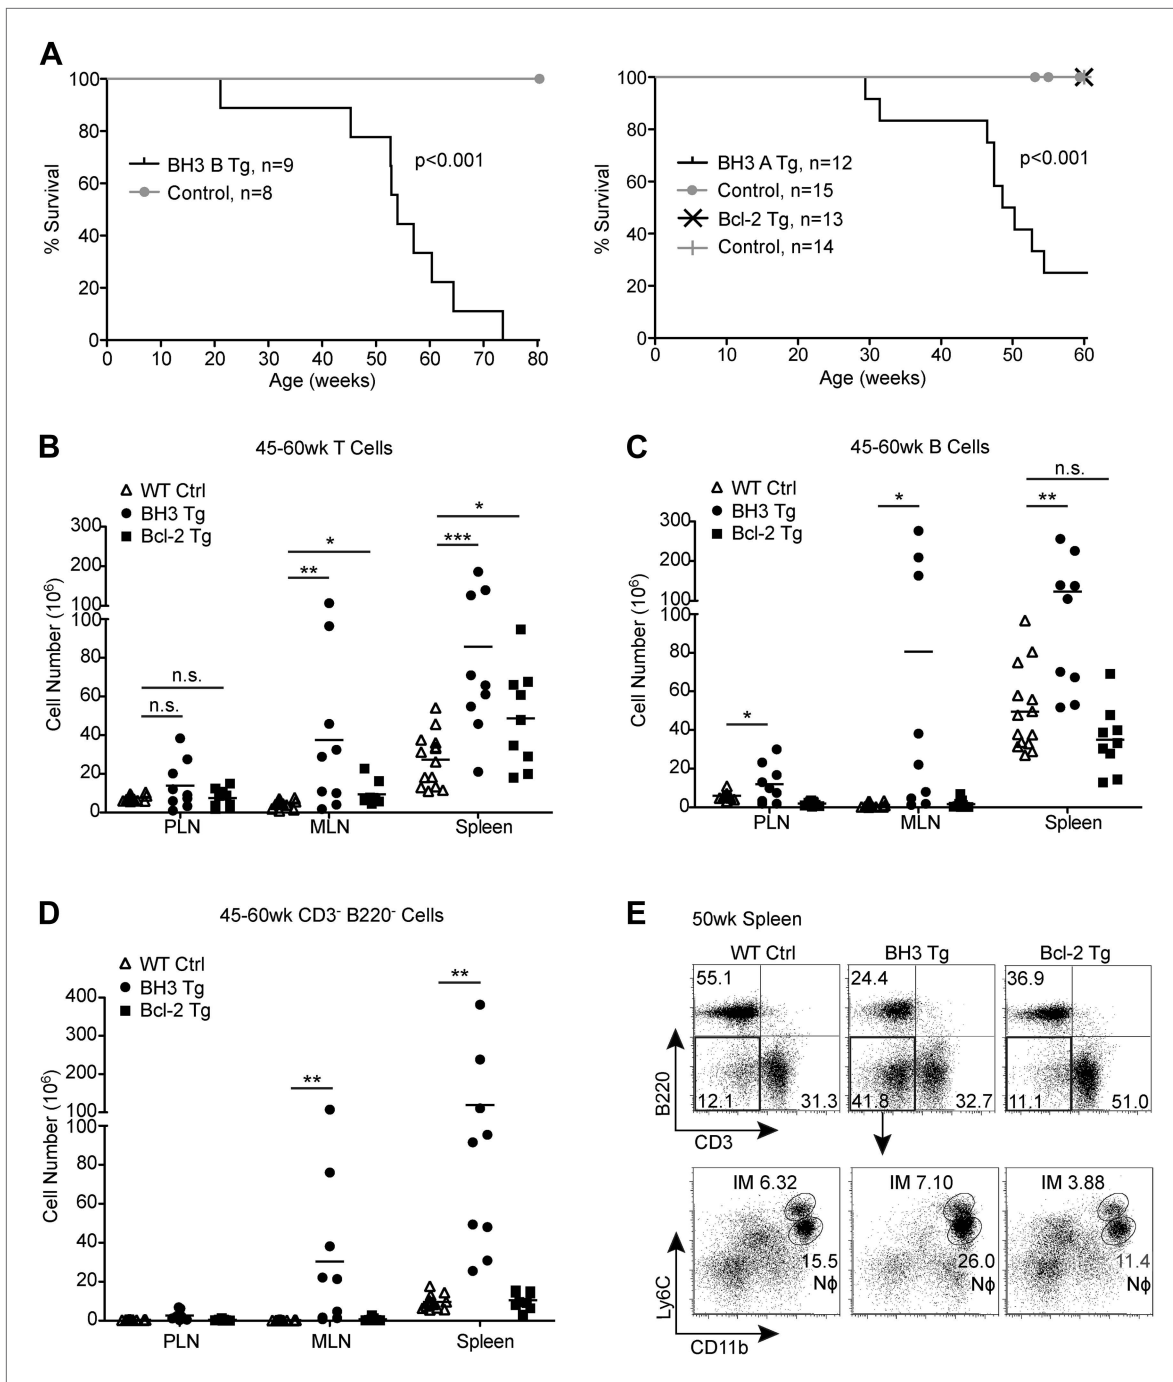 A
100
80
60
40
20
0
% Survival
BH3 B Tg, n=9
Control, n=8
p<0.001
0 10 20 30 40 50 60 70 80
Age (weeks)
100
80
60
40
20
0
% Survival
BH3 A Tg, n=12
Control, n=15
Bcl-2 Tg, n=13
Control, n=14
p<0.001
0 10 20 30 40 50 60
Age (weeks)
B
45-60wk T Cells
WT Ctrl
BH3 Tg
Bcl-2 Tg
Cell Number (10⁶)
300
200
100
100
80
60
40
20
0
n.s.
n.s.
*
**
*
***
PLN MLN Spleen
C
45-60wk B Cells
WT Ctrl
BH3 Tg
Bcl-2 Tg
Cell Number (10⁶)
300
200
100
100
80
60
40
20
0
*
*
n.s.
**
PLN MLN Spleen
D
45-60wk CD3⁻ B220⁻ Cells
WT Ctrl
BH3 Tg
Bcl-2 Tg
Cell Number (10⁶)
400
300
200
100
100
80
60
40
20
0
**
**
PLN MLN Spleen
E
50wk Spleen
WT Ctrl BH3 Tg Bcl-2 Tg
55.1 24.4 36.9
12.1 31.3 41.8 32.7 11.1 51.0
B220
CD3
IM 6.32 IM 7.10 IM 3.88
15.5 26.0 11.4
Nϕ Nϕ Nϕ
Ly6C
CD11b